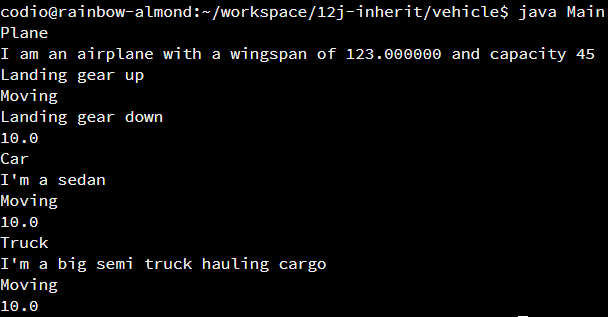 codio@rainbow-almond:~/workspace/12j-inherit/vehicle$ java Main
Plane
I am an airplane with a wingspan of 123.000000 and capacity 45
Landing gear up
Moving
Landing gear down
10.0
Car
I'm a sedan
Moving
10.0
Truck
I'm a big semi truck hauling cargo
Moving
10.0